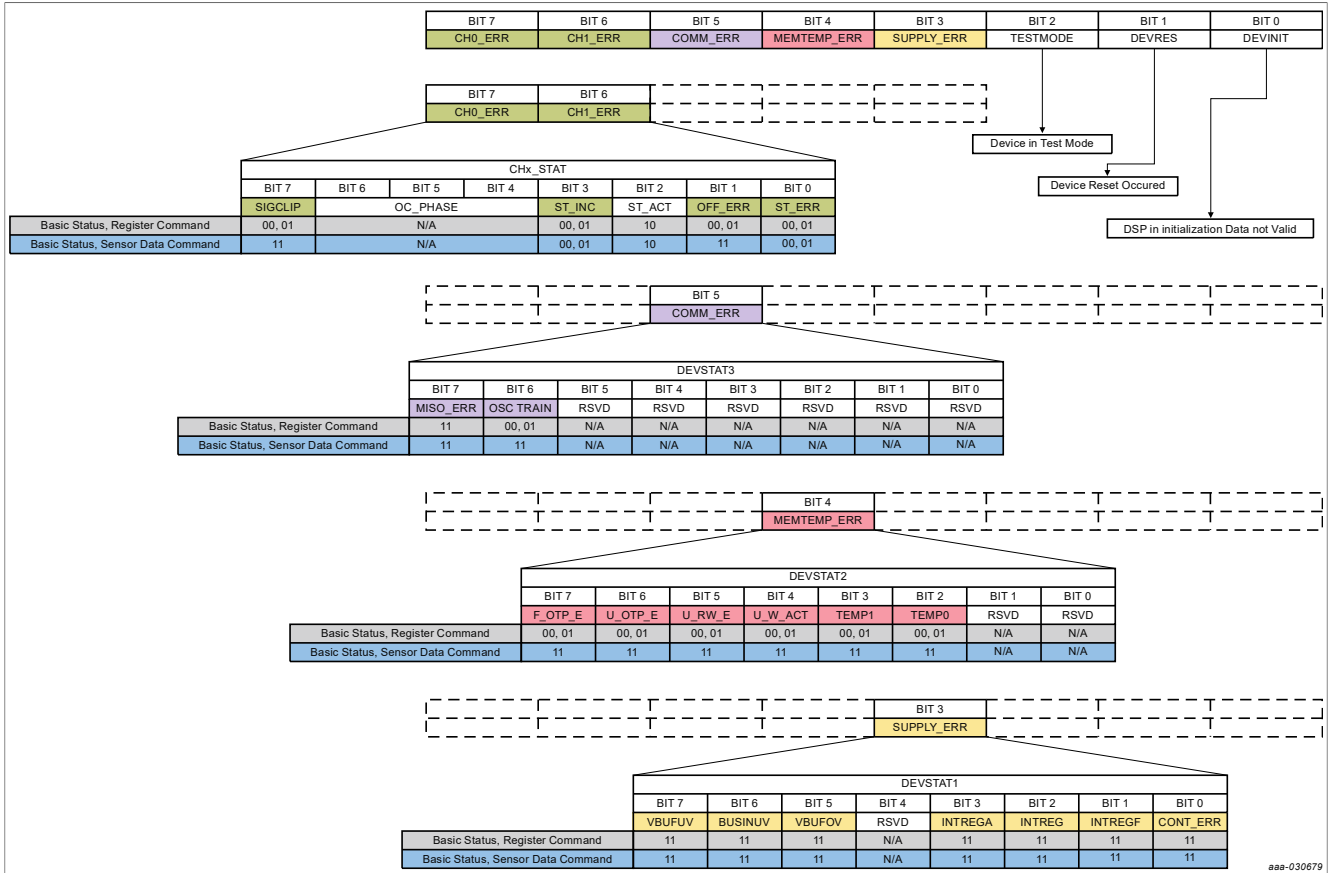 BIT 7 BIT 6 BIT 5 BIT 4 BIT 3 BIT 2 BIT 1 BIT 0
CH0_ERR CH1_ERR COMM_ERR MEMTEMP_ERR SUPPLY_ERR TESTMODE DEVRES DEVINIT
BIT 7 BIT 6
CH0_ERR CH1_ERR
Device in Test Mode
Device Reset Occured
DSP in initialization Data not Valid
CHx_STAT
BIT 7 BIT 6 BIT 5 BIT 4 BIT 3 BIT 2 BIT 1 BIT 0
SIGCLIP OC_PHASE ST_INC ST_ACT OFF_ERR ST_ERR
Basic Status, Register Command 00, 01 N/A 00, 01 10 00, 01 00, 01
Basic Status, Sensor Data Command 11 N/A 00, 01 10 11 00, 01
BIT 5
COMM_ERR
DEVSTAT3
BIT 7 BIT 6 BIT 5 BIT 4 BIT 3 BIT 2 BIT 1 BIT 0
MISO_ERR OSC TRAIN RSVD RSVD RSVD RSVD RSVD RSVD
Basic Status, Register Command 11 00, 01 N/A N/A N/A N/A N/A N/A
Basic Status, Sensor Data Command 11 11 N/A N/A N/A N/A N/A N/A
BIT 4
MEMTEMP_ERR
DEVSTAT2
BIT 7 BIT 6 BIT 5 BIT 4 BIT 3 BIT 2 BIT 1 BIT 0
F_OTP_E U_OTP_E U_RW_E U_W_ACT TEMP1 TEMP0 RSVD RSVD
Basic Status, Register Command 00, 01 00, 01 00, 01 00, 01 00, 01 00, 01 N/A N/A
Basic Status, Sensor Data Command 11 11 11 11 11 11 N/A N/A
BIT 3
SUPPLY_ERR
DEVSTAT1
BIT 7 BIT 6 BIT 5 BIT 4 BIT 3 BIT 2 BIT 1 BIT 0
VBUFUV BUSINUV VBUFOV RSVD INTREGA INTREG INTREGF CONT_ERR
Basic Status, Register Command 11 11 11 N/A 11 11 11 11
Basic Status, Sensor Data Command 11 11 11 N/A 11 11 11 11
aaa-030679